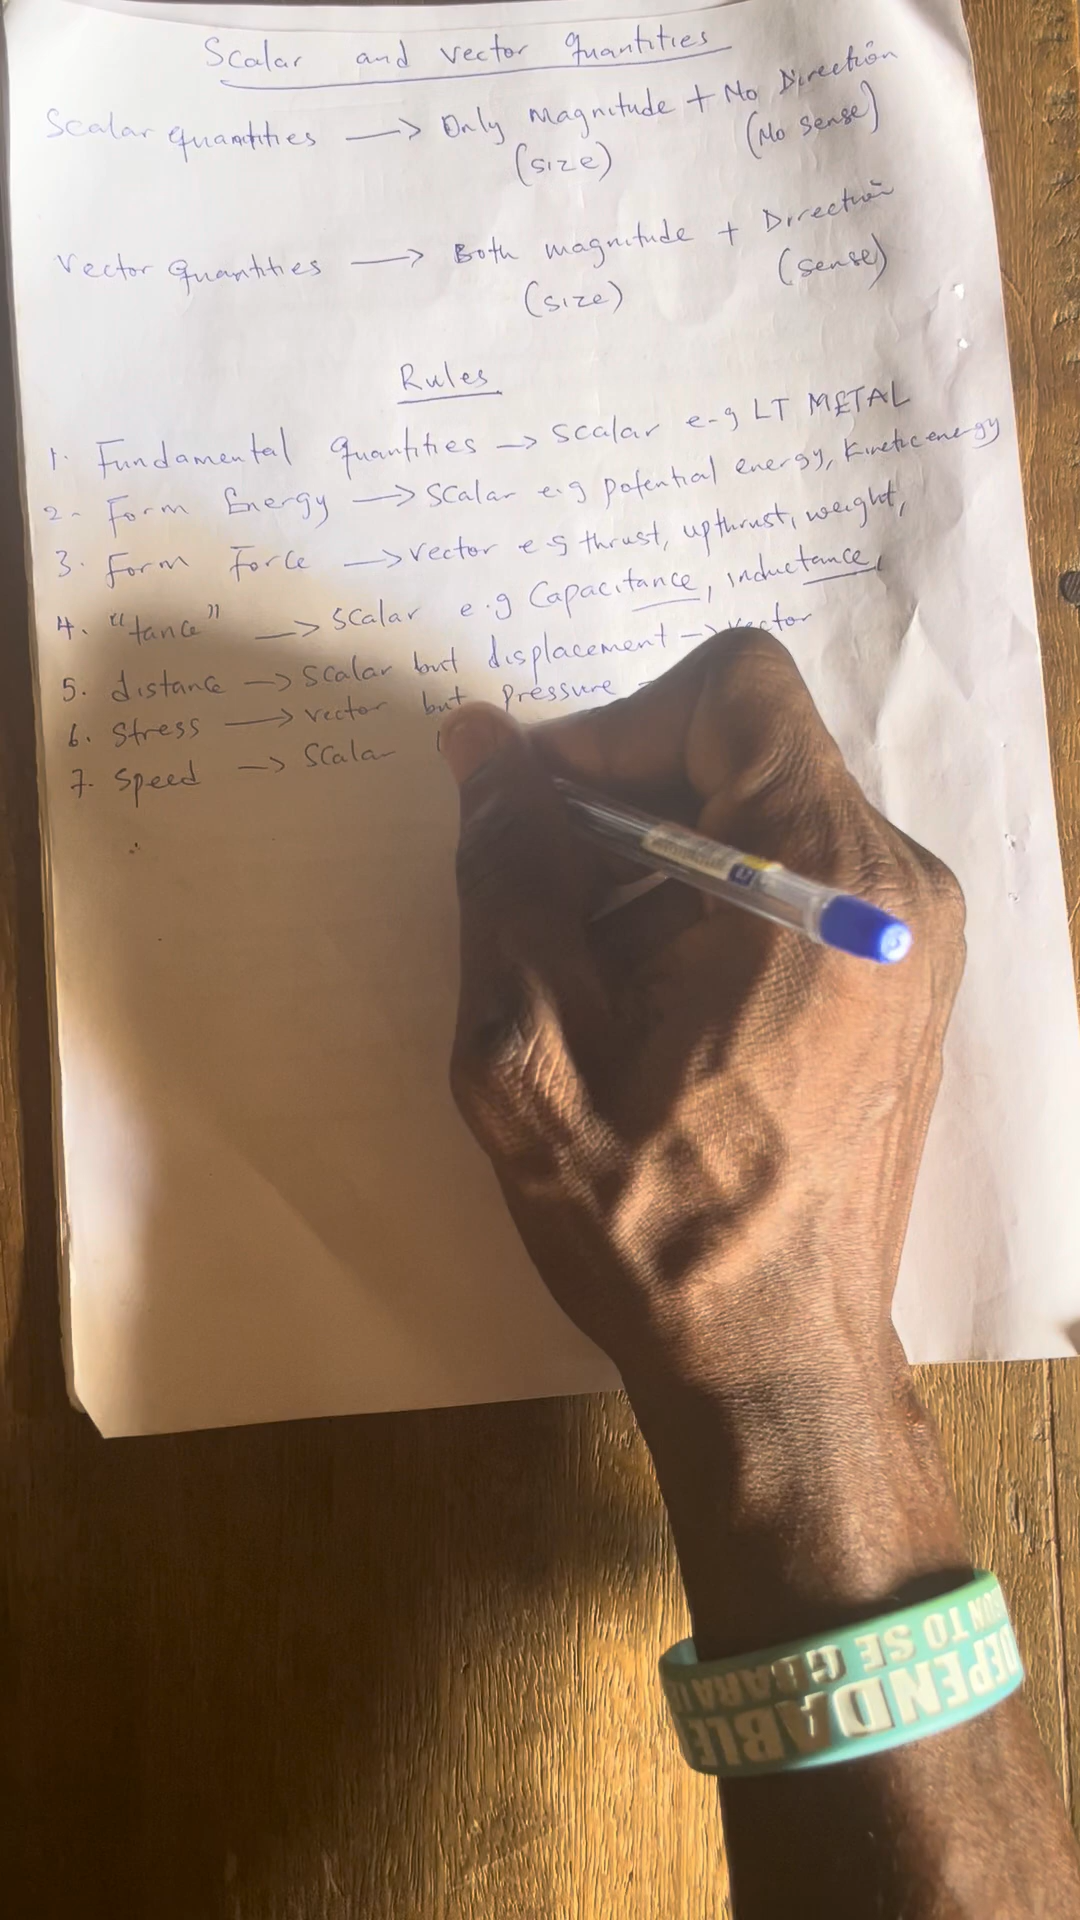 Scalar and vector Quantities
Scalar quantities → Only magnitude + No Direction
(size) (No sense)
Vector Quantities → Both magnitude + Direction
(size) (sense)
Rules
1. Fundamental Quantities → scalar e.g LT METAL
2. Form Energy → scalar e.g potential energy, kinetic energy
3. Form Force → vector e g thrust, upthrust, weight,
4. "tance" → scalar e.g Capacitance, inductance,
5. distance → scalar but displacement → vector
6. Stress → vector but pressure
7. Speed → Scalar
DEPENDABLE
TO SE